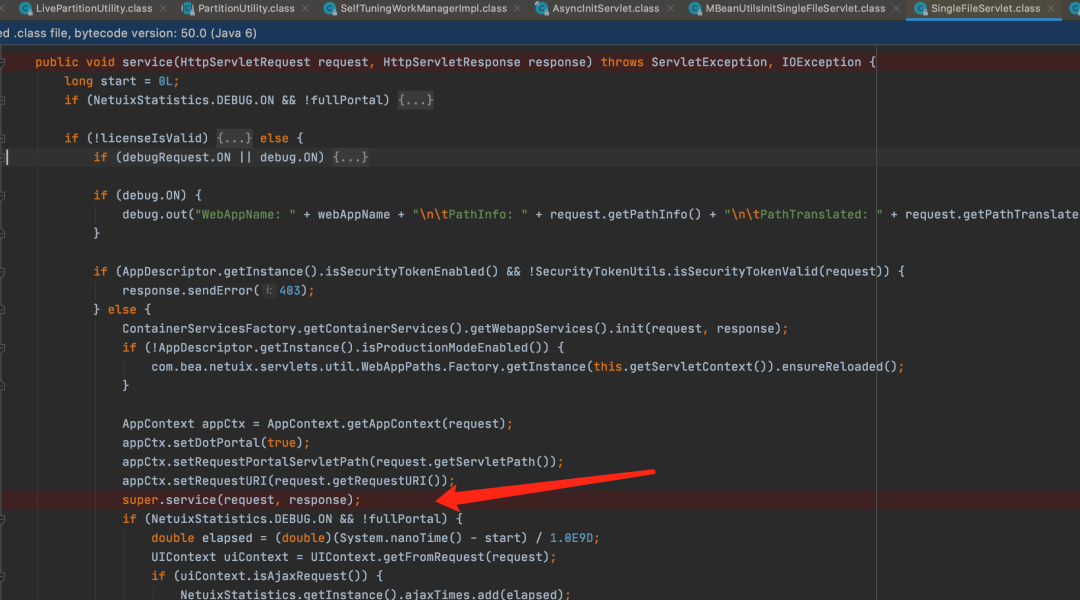 LivePartitionUtility.class PartitionUtility.class SelfTuningWorkManagerImpl.class AsyncInitServlet.class MBeanUtilsInitSingleFileServlet.class SingleFileServlet.class
ed .class file, bytecode version: 50.0 (Java 6)
public void service(HttpServletRequest request, HttpServletResponse response) throws ServletException, IOException {
long start = 0L;
if (NetuixStatistics.DEBUG.ON && !fullPortal) {...}
if (!licenseIsValid) {...} else {
if (debugRequest.ON || debug.ON) {...}
if (debug.ON) {
debug.out("WebAppName: " + webAppName + "\n\tPathInfo: " + request.getPathInfo() + "\n\tPathTranslated: " + request.getPathTranslate
}
if (AppDescriptor.getInstance().isSecurityTokenEnabled() && !SecurityTokenUtils.isSecurityTokenValid(request)) {
response.sendError( i: 403);
} else {
ContainerServicesFactory.getContainerServices().getWebappServices().init(request, response);
if (!AppDescriptor.getInstance().isProductionModeEnabled()) {
com.bea.netuix.servlets.util.WebAppPaths.Factory.getInstance(this.getServletContext()).ensureReloaded();
}
AppContext appCtx = AppContext.getAppContext(request);
appCtx.setDotPortal(true);
appCtx.setRequestPortalServletPath(request.getServletPath());
appCtx.setRequestURI(request.getRequestURI());
super.service(request, response);
if (NetuixStatistics.DEBUG.ON && !fullPortal) {
double elapsed = (double)(System.nanoTime() - start) / 1.0E9D;
UIContext uiContext = UIContext.getFromRequest(request);
if (uiContext.isAjaxRequest()) {
NetuixStatistics.getInstance().ajaxTimes.add(elapsed);